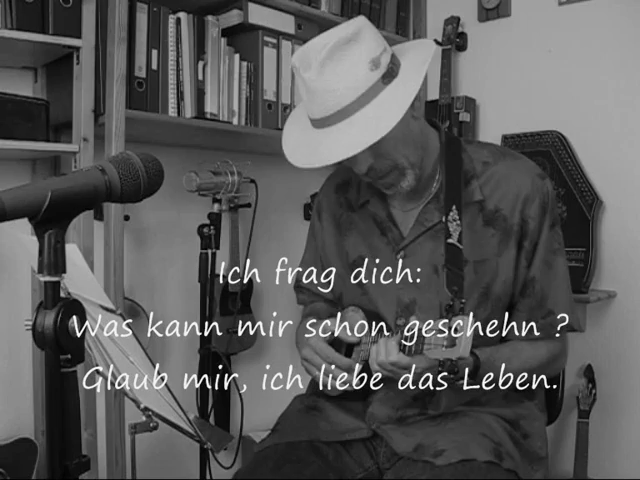 Ich frag dich:
Was kann mir schon geschehn ?
Glaub mir, ich liebe das Leben.